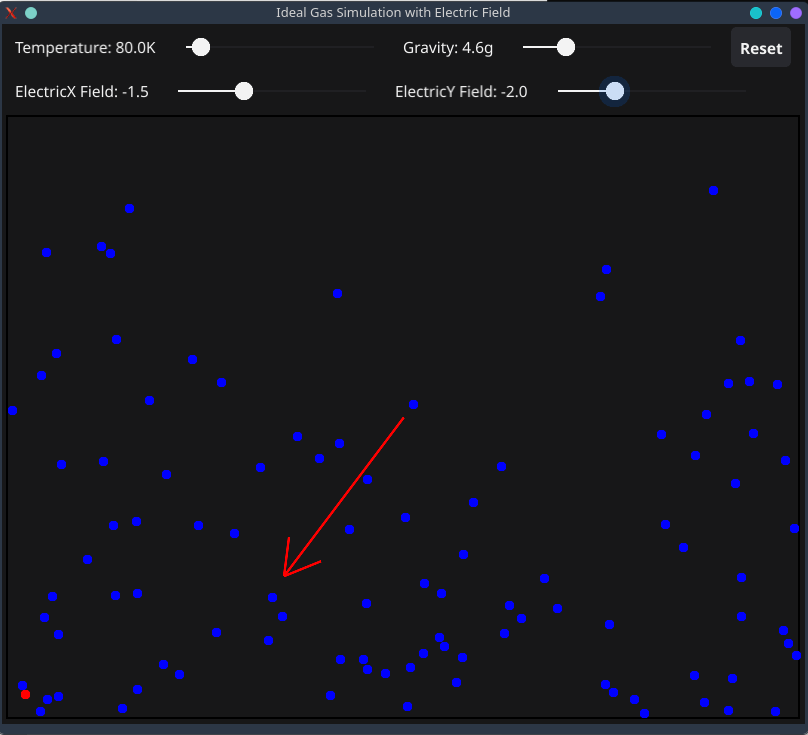 Ideal Gas Simulation with Electric Field
Temperature: 80.0K Gravity: 4.6g Reset
ElectricX Field: -1.5 ElectricY Field: -2.0